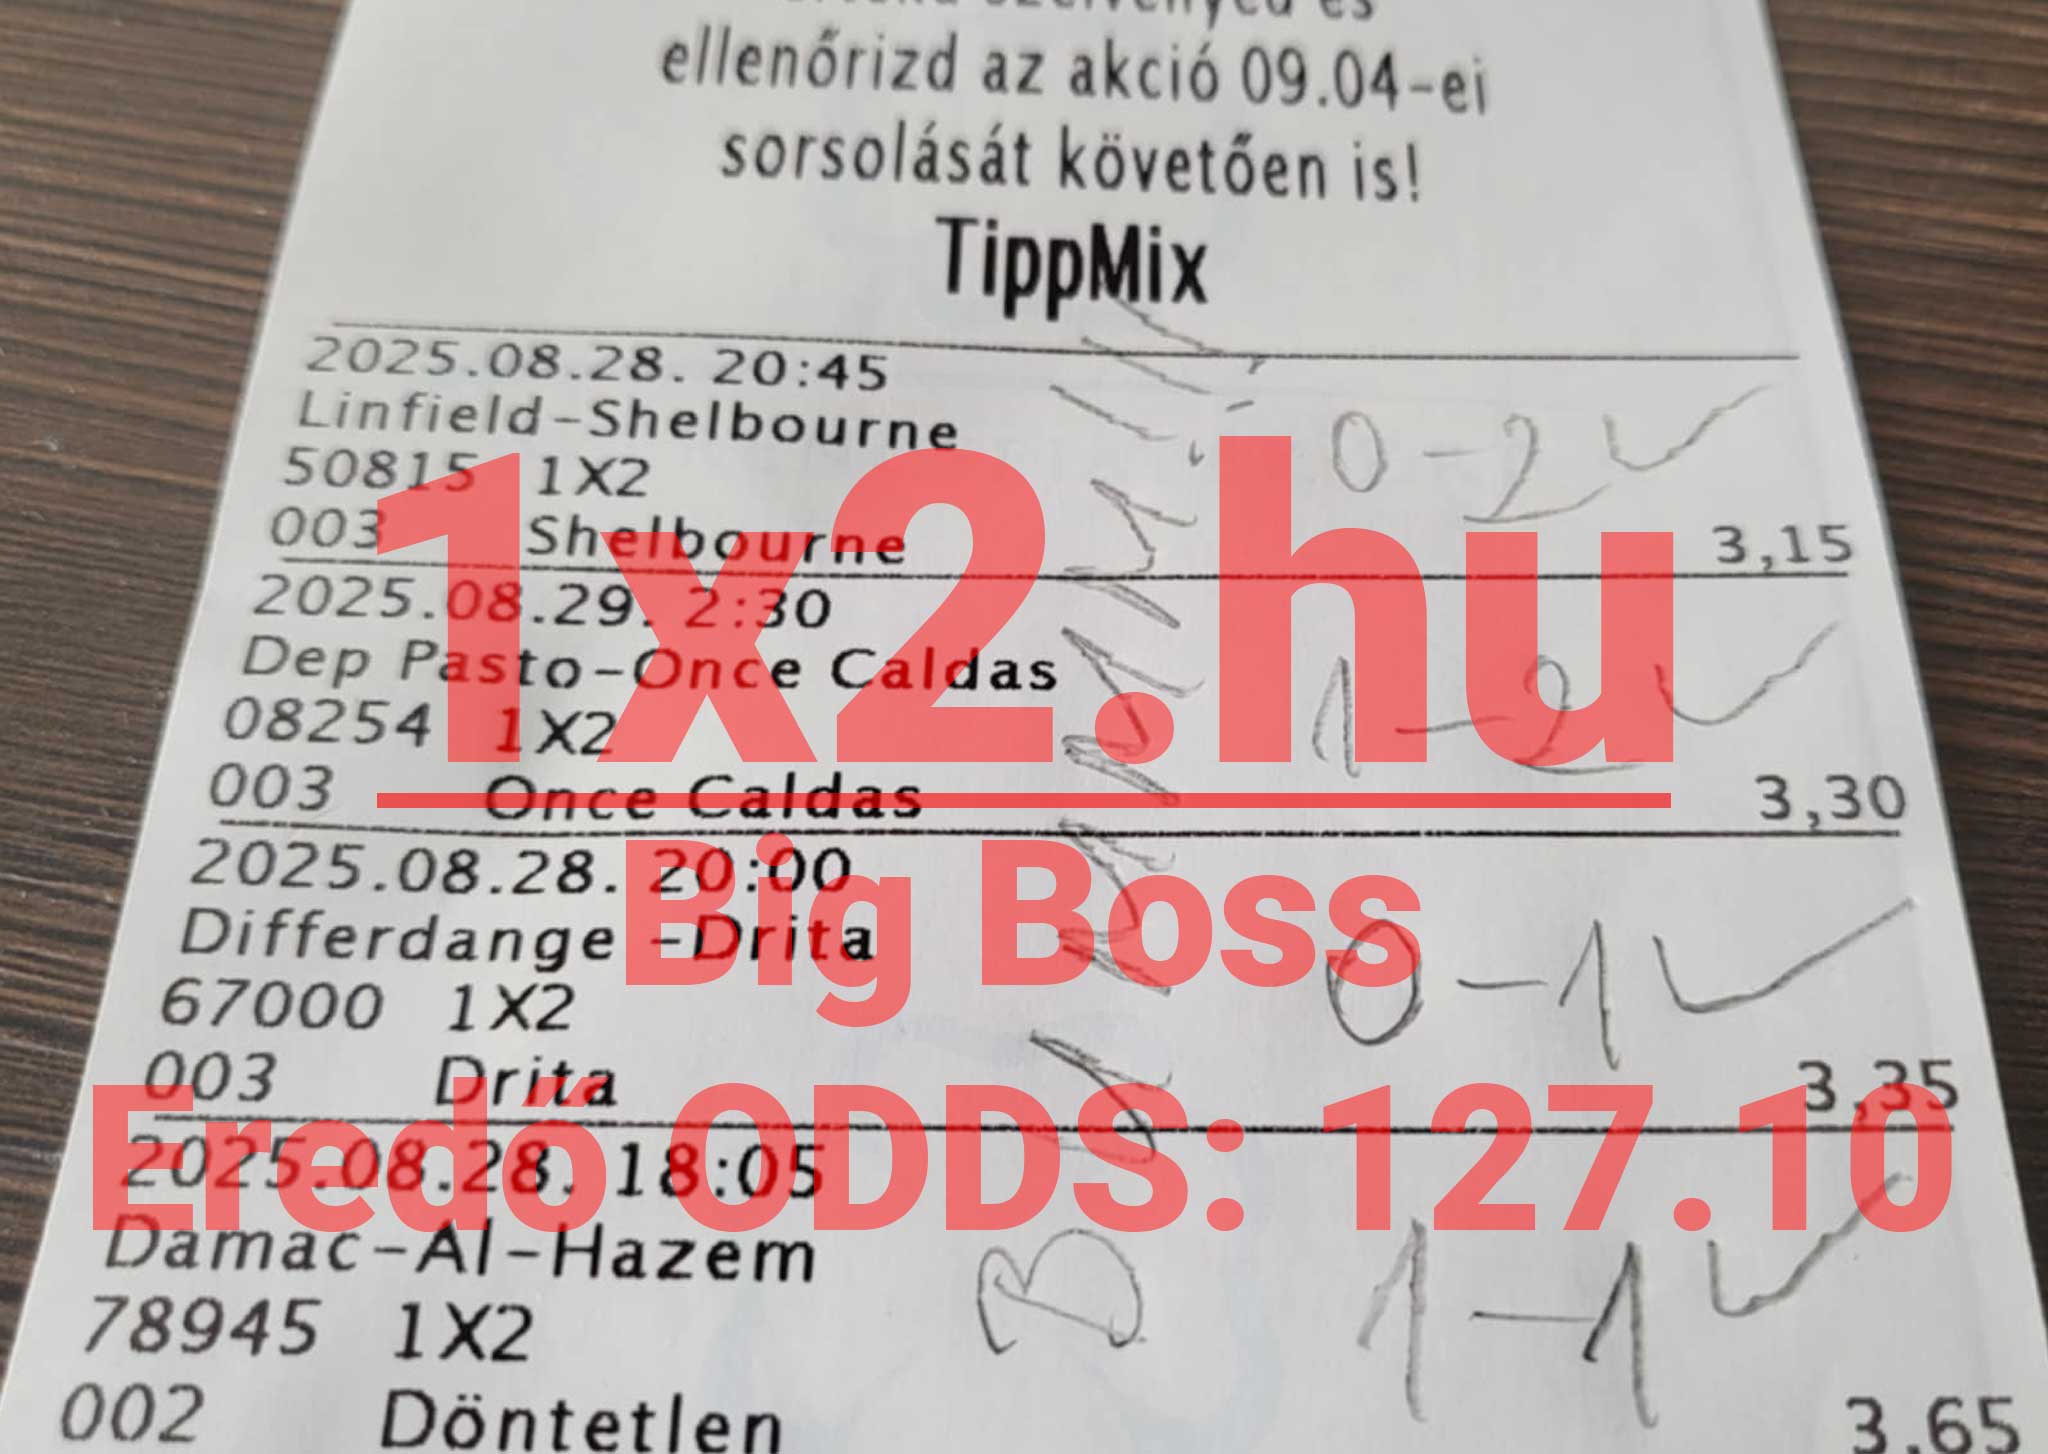 ellenőrizd az akció 09.04-ei
sorsolását követően is!
TippMix
2025.08.28. 20:45
Linfield-Shelbourne
50815 1X2
0-2
003 Shelbourne 3,15
2025.08.29. 2:30
Dep Pasto-Once Caldas
08254 1X2
1-2
003 Once Caldas 3,30
2025.08.28. 20:00
Differdange -Drita
67000 1X2
0-1
003 Drita 3,35
2025.08.28. 18:05
Damac-Al-Hazem
78945 1X2
1-1
002 Döntetlen 3,65
1x2.hu
Big Boss
Eredő ODDS: 127.10